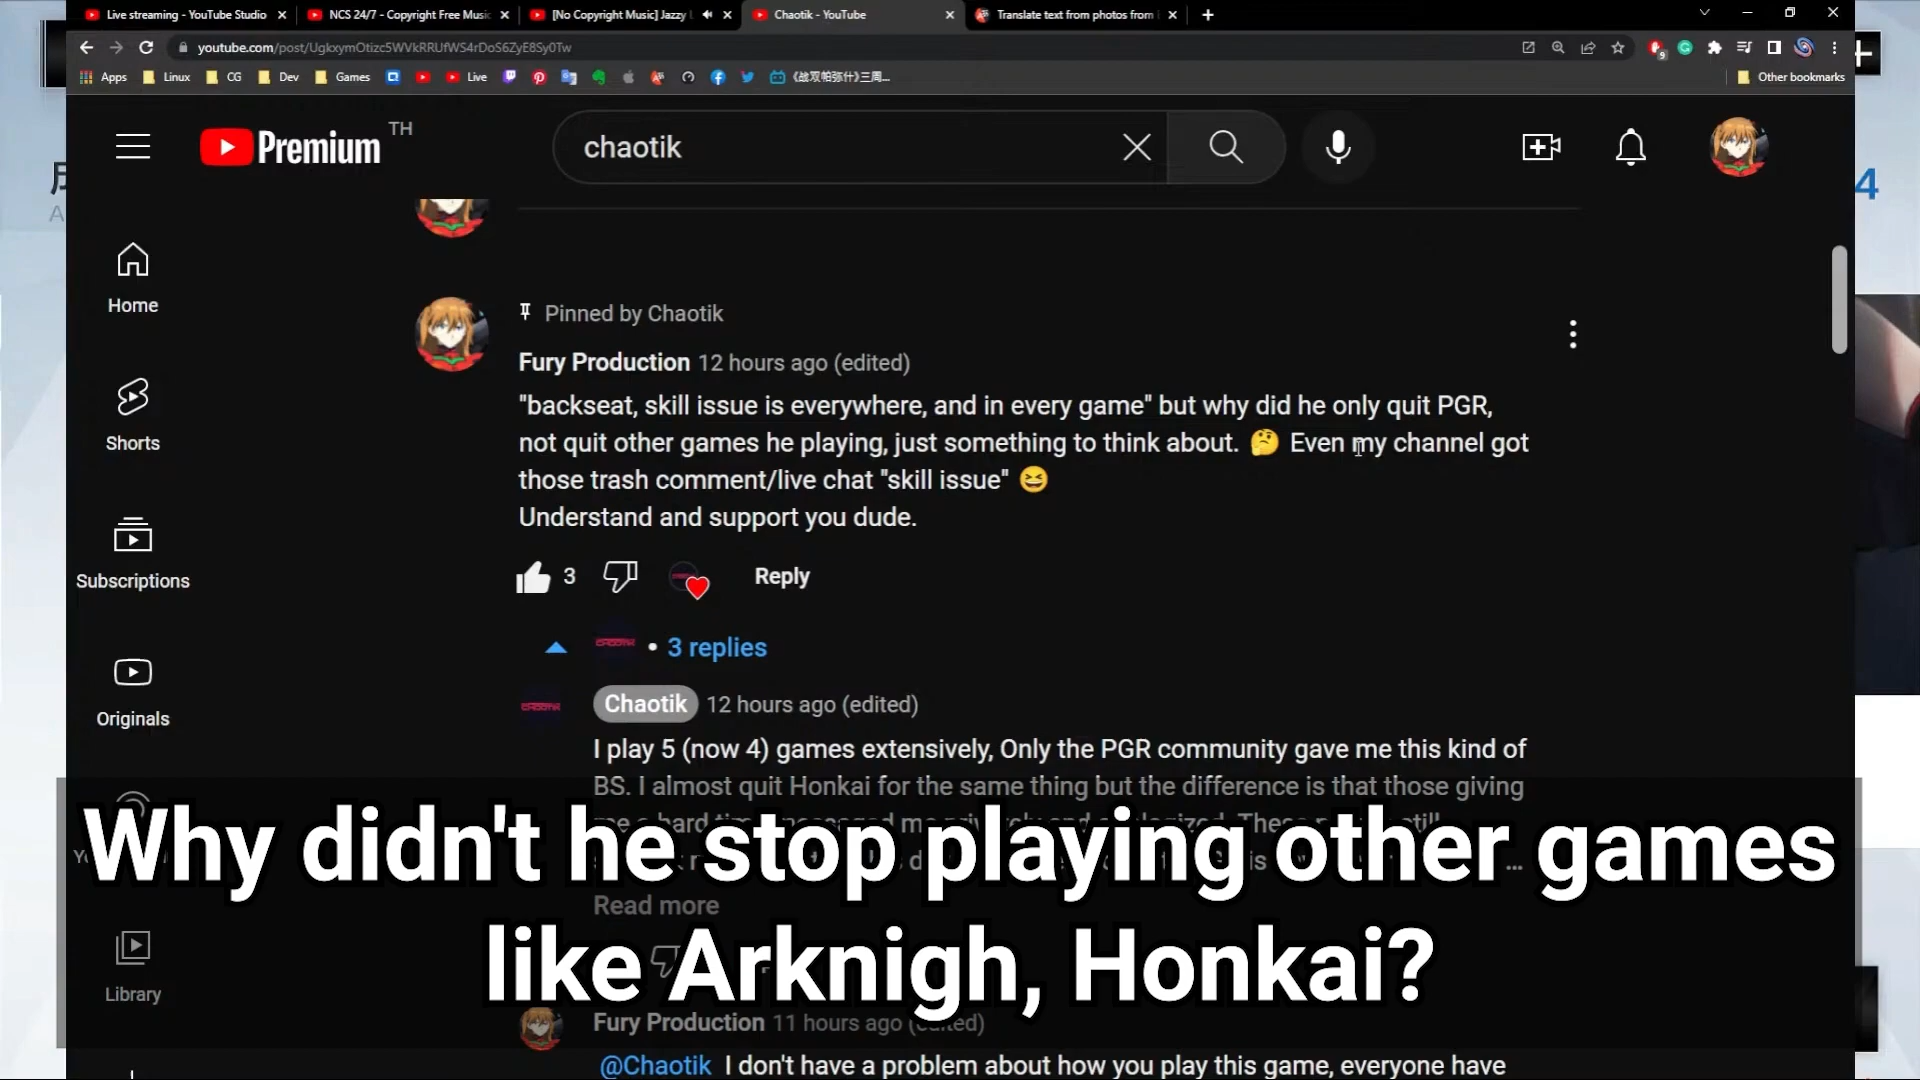 Live streaming - YouTube Studio
NCS 24/7 - Copyright Free Music
[No Copyright Music] Jazzy
Chaotik - YouTube
Translate text from photos from
youtube.com/post/UgkxymOtizc5WVkRRUfWS4rDoS6ZyE8Sy0Tw
Apps Linux CG Dev Games Live 《战双帕弥什》三周... Other bookmarks
Premium TH
chaotik
4
Pinned by Chaotik
Home
Fury Production 12 hours ago (edited)
"backseat, skill issue is everywhere, and in every game" but why did he only quit PGR,
not quit other games he playing, just something to think about. 🤔 Even my channel got
Shorts
those trash comment/live chat "skill issue" 😆
Understand and support you dude.
3 Reply
Subscriptions
• 3 replies
Chaotik 12 hours ago (edited)
Originals
I play 5 (now 4) games extensively, Only the PGR community gave me this kind of
BS. I almost quit Honkai for the same thing but the difference is that those giving
Why didn't he stop playing other games
Read more
like Arknigh, Honkai?
Library
Fury Production 11 hours ago (edited)
@Chaotik I don't have a problem about how you play this game, everyone have